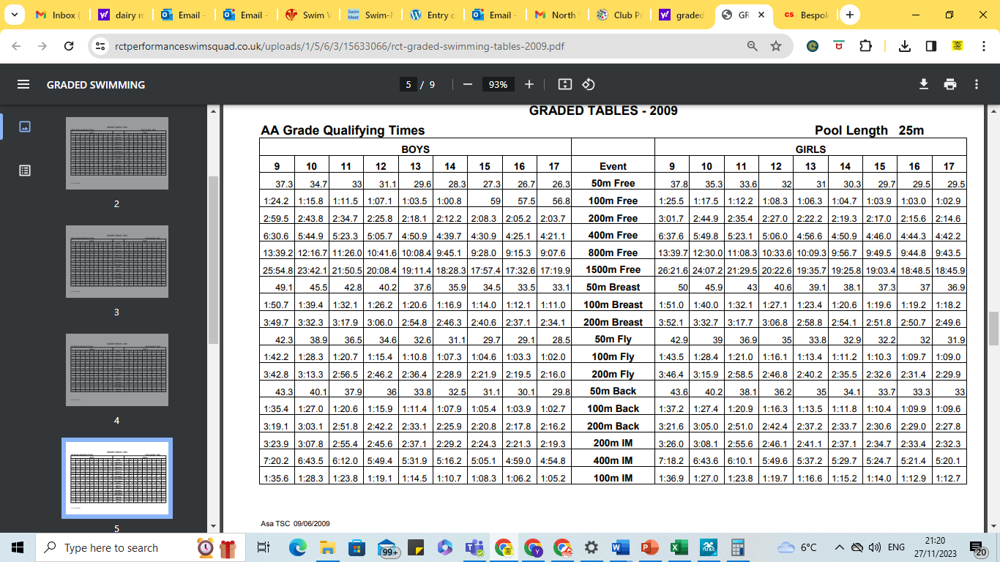 Inbox (
dairy m
Email -
Email -
Swim V
Swim-M
Entry c
Email -
North
Club P
graded
GR
Bespok
rctperformanceswimsquad.co.uk/uploads/1/5/6/3/15633066/rct-graded-swimming-tables-2009.pdf
GRADED SWIMMING
5 / 9
93%
2
3
4
5
GRADED TABLES - 2009
AA Grade Qualifying Times Pool Length 25m
BOYS GIRLS
9 10 11 12 13 14 15 16 17 Event 9 10 11 12 13 14 15 16 17
37.3 34.7 33 31.1 29.6 28.3 27.3 26.7 26.3 50m Free 37.8 35.3 33.6 32 31 30.3 29.7 29.5 29.5
1:24.2 1:15.8 1:11.5 1:07.1 1:03.5 1:00.8 59 57.5 56.8 100m Free 1:25.5 1:17.5 1:12.2 1:08.3 1:06.3 1:04.7 1:03.9 1:03.0 1:02.9
2:59.5 2:43.8 2:34.7 2:25.8 2:18.1 2:12.2 2:08.3 2:05.2 2:03.7 200m Free 3:01.7 2:44.9 2:35.4 2:27.0 2:22.2 2:19.3 2:17.0 2:15.6 2:14.6
6:30.6 5:44.9 5:23.3 5:05.7 4:50.9 4:39.7 4:30.9 4:25.1 4:21.1 400m Free 6:37.6 5:49.8 5:23.1 5:06.0 4:56.6 4:50.9 4:46.0 4:44.3 4:42.2
13:39.2 12:16.7 11:26.0 10:41.6 10:08.4 9:45.1 9:28.0 9:15.3 9:07.6 800m Free 13:39.7 12:30.0 11:08.3 10:33.6 10:09.3 9:56.7 9:49.5 9:44.8 9:43.5
25:54.8 23:42.1 21:50.5 20:08.4 19:11.4 18:28.3 17:57.4 17:32.6 17:19.9 1500m Free 26:21.6 24:07.2 21:29.5 20:22.6 19:35.7 19:25.8 19:03.4 18:48.5 18:45.9
49.1 45.5 42.8 40.2 37.6 35.9 34.5 33.5 33.1 50m Breast 50 45.9 43 40.6 39.1 38.1 37.3 37 36.9
1:50.7 1:39.4 1:32.1 1:26.2 1:20.6 1:16.9 1:14.0 1:12.1 1:11.0 100m Breast 1:51.0 1:40.0 1:32.1 1:27.1 1:23.4 1:20.6 1:19.6 1:19.2 1:18.2
3:49.7 3:32.3 3:17.9 3:06.0 2:54.8 2:46.3 2:40.6 2:37.1 2:34.1 200m Breast 3:52.1 3:32.7 3:17.7 3:06.8 2:58.8 2:54.1 2:51.8 2:50.7 2:49.6
42.3 38.9 36.5 34.6 32.6 31.1 29.7 29.1 28.5 50m Fly 42.9 39 36.9 35 33.8 32.9 32.2 32 31.9
1:42.2 1:28.3 1:20.7 1:15.4 1:10.8 1:07.3 1:04.6 1:03.3 1:02.0 100m Fly 1:43.5 1:28.4 1:21.0 1:16.1 1:13.4 1:11.2 1:10.3 1:09.7 1:09.0
3:42.8 3:13.3 2:56.5 2:46.2 2:36.4 2:28.9 2:21.9 2:19.5 2:16.0 200m Fly 3:46.4 3:15.9 2:58.5 2:46.8 2:40.2 2:35.5 2:32.6 2:31.4 2:29.9
43.3 40.1 37.9 36 33.8 32.5 31.1 30.1 29.8 50m Back 43.6 40.2 38.1 36.2 35 34.1 33.7 33.3 33
1:35.4 1:27.0 1:20.6 1:15.9 1:11.4 1:07.9 1:05.4 1:03.9 1:02.7 100m Back 1:37.2 1:27.4 1:20.9 1:16.3 1:13.5 1:11.8 1:10.4 1:09.9 1:09.6
3:19.1 3:03.1 2:51.8 2:42.2 2:33.1 2:25.9 2:20.8 2:17.8 2:16.2 200m Back 3:21.6 3:05.0 2:51.0 2:42.4 2:37.2 2:33.7 2:30.6 2:29.0 2:27.8
3:23.9 3:07.8 2:55.4 2:45.6 2:37.1 2:29.2 2:24.3 2:21.3 2:19.3 200m IM 3:26.0 3:08.1 2:55.6 2:46.1 2:41.1 2:37.1 2:34.7 2:33.4 2:32.3
7:20.2 6:43.5 6:12.0 5:49.4 5:31.9 5:16.2 5:05.1 4:59.0 4:54.8 400m IM 7:18.2 6:43.6 6:10.1 5:49.6 5:37.2 5:29.7 5:24.7 5:21.4 5:20.1
1:35.6 1:28.3 1:23.8 1:19.1 1:14.5 1:10.7 1:08.3 1:06.2 1:05.2 100m IM 1:36.9 1:27.0 1:23.8 1:19.7 1:16.6 1:15.2 1:14.0 1:12.9 1:12.7
Asa TSC 09/06/2009
Type here to search
99+
6°C
ENG
21:20
27/11/2023
20